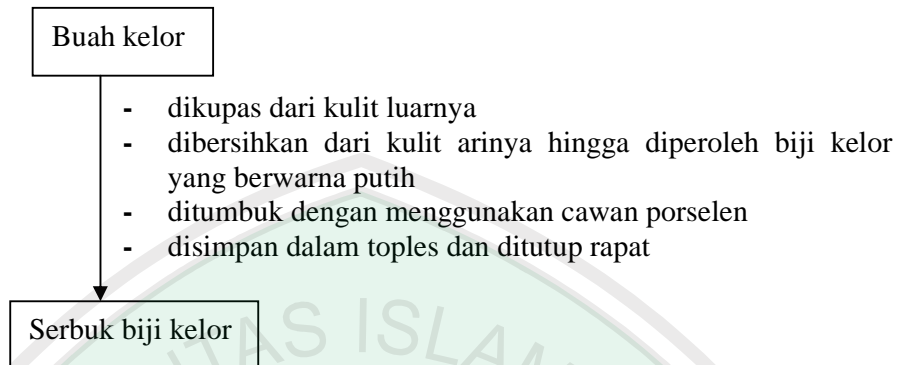 Buah kelor
- dikupas dari kulit luarnya
- dibersihkan dari kulit arinya hingga diperoleh biji kelor
yang berwarna putih
- ditumbuk dengan menggunakan cawan porselen
- disimpan dalam toples dan ditutup rapat
Serbuk biji kelor